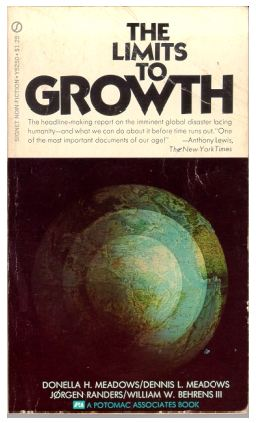 THE
LIMITS
TO
GROWTH
The headline-making report on the imminent global disaster facing
humanity—and what we can do about it before time runs out. "One
of the most important documents of our age!" —Anthony Lewis,
The New York Times
SIGNET NON-FICTION • Y5250 • $1.25
DONELLA H. MEADOWS/DENNIS L. MEADOWS
JØRGEN RANDERS/WILLIAM W. BEHRENS III
A POTOMAC ASSOCIATES BOOK